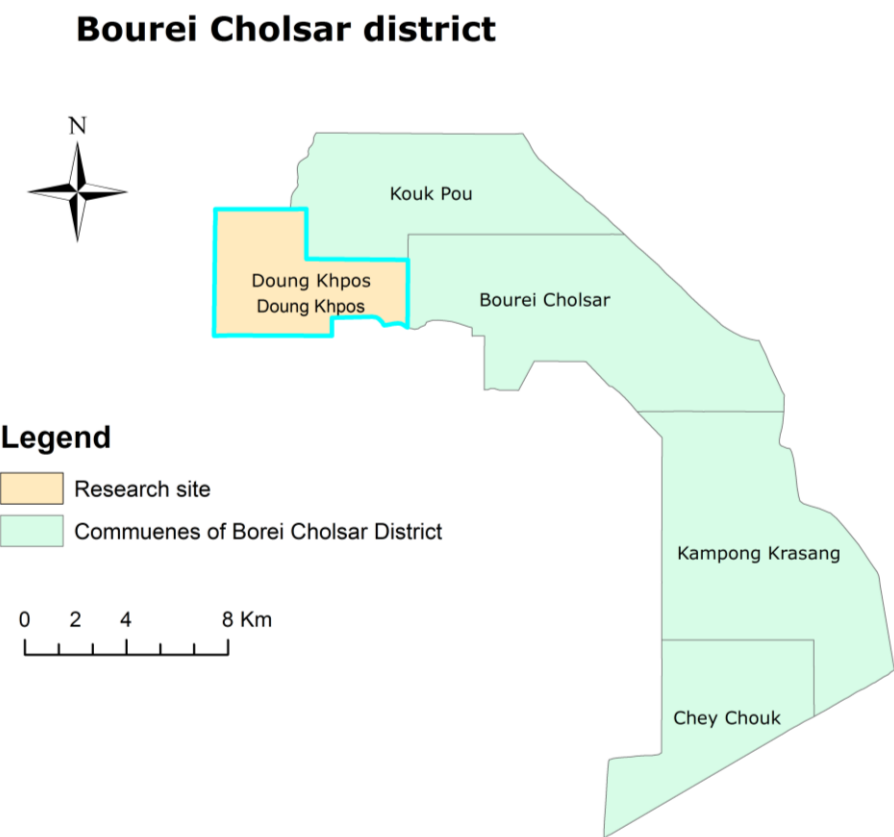 Bourei Cholsar district
N
Kouk Pou
Doung Khpos
Doung Khpos
Bourei Cholsar
Legend
Research site
Commuenes of Borei Cholsar District
Kampong Krasang
0 2 4 8 Km
Chey Chouk